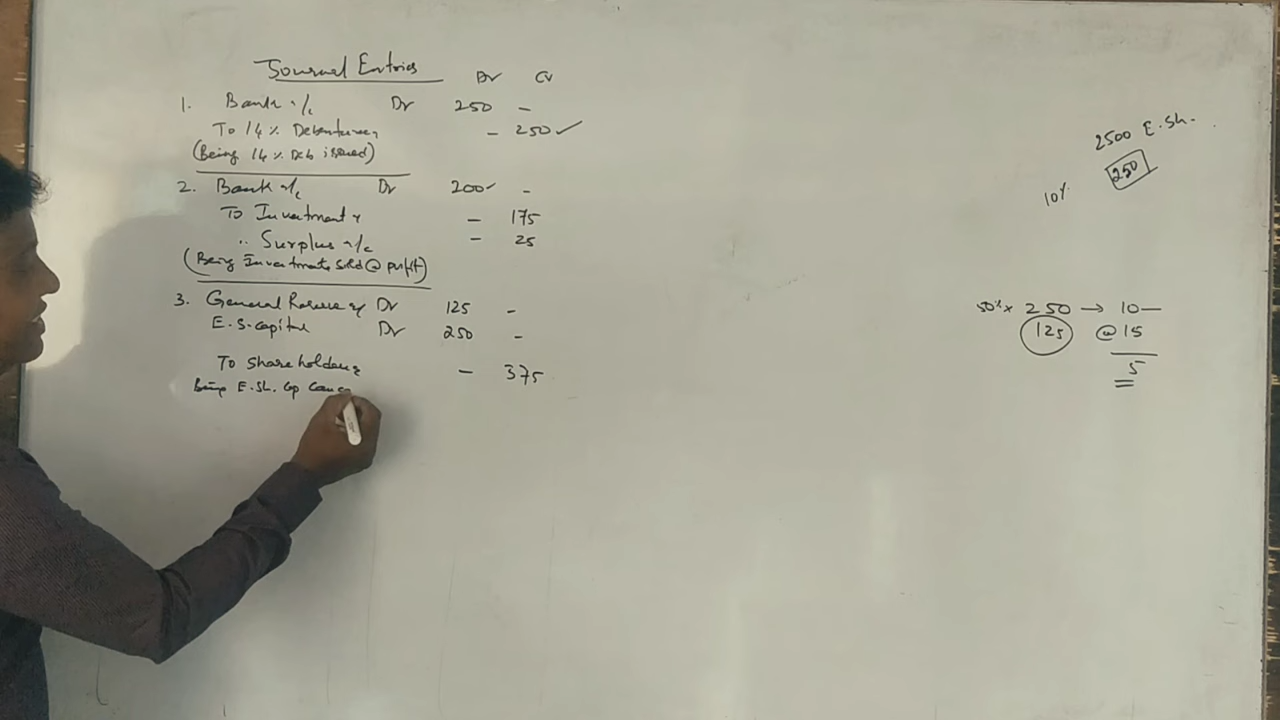 Journal Entries Dr Cr
1. Bank a/c Dr 250 -
To 14% Debentures - 250 ✓
(Being 14% Deb issued)
2. Bank a/c Dr 200 ✓ -
To Investment - 175
" Surplus a/c - 25
(Being Investments sold @ profit)
3. General Reserve Dr 125 -
E.S. capital Dr 250 -
To Shareholders - 375
Being E.Sh. Cp Canc
2500 E.Sh.
250
10%
50% x 250 → 10 —
125 @ 15
5